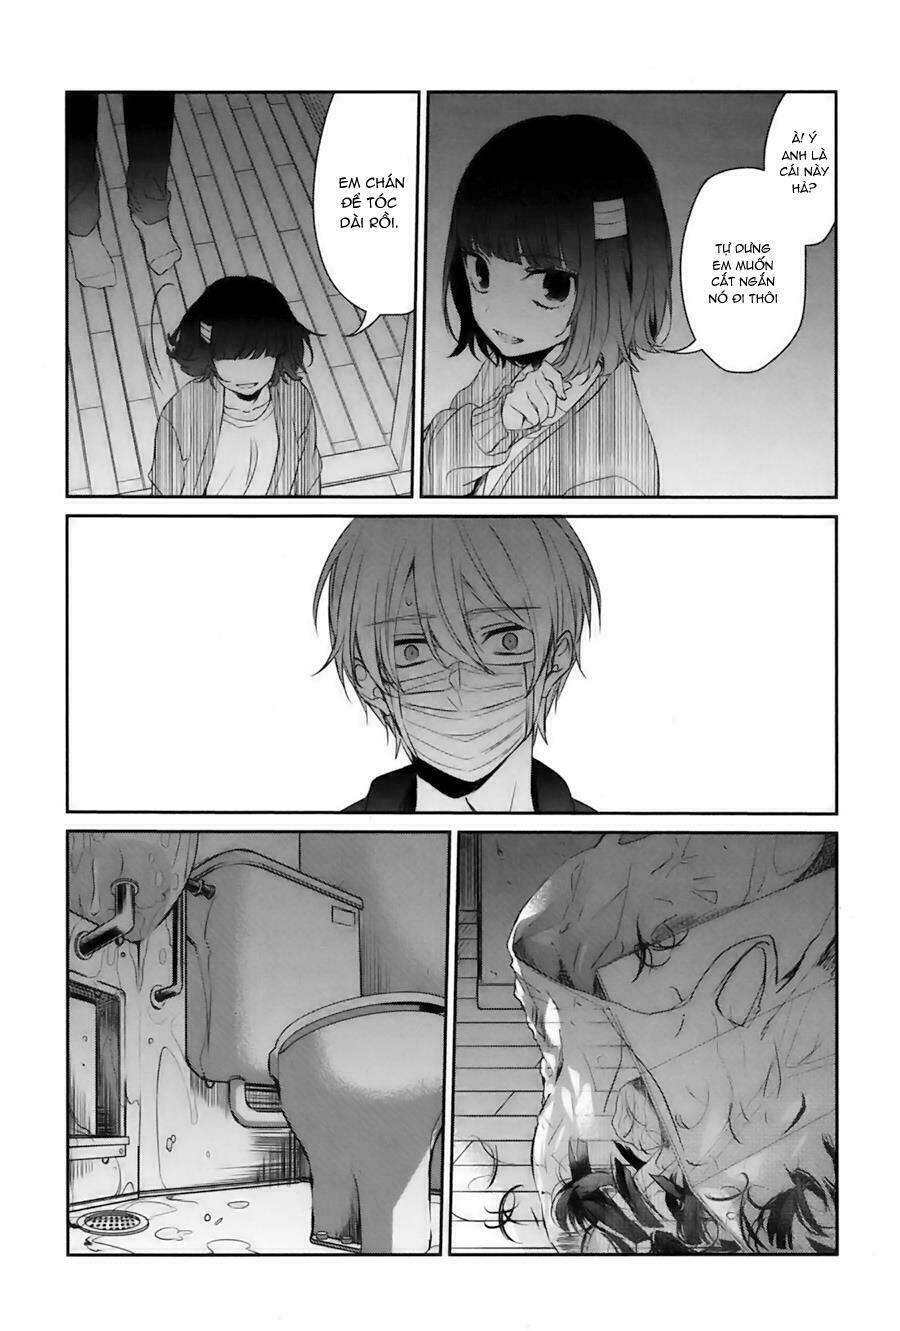 À! Ý
ANH LÀ
CÁI NÀY
HẢ?
TỰ DƯNG
EM MUỐN
CẮT NGẮN
NÓ ĐI THÔI
EM CHÁN
ĐỂ TÓC
DÀI RỒI.